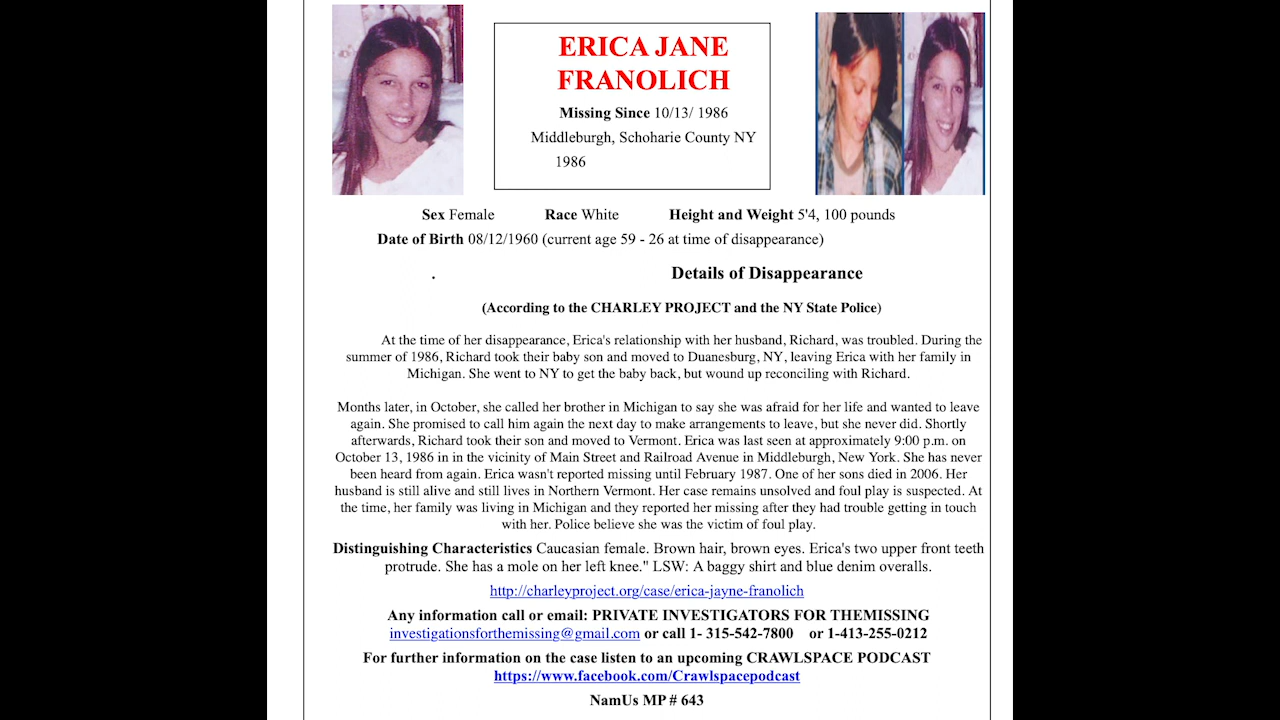 ERICA JANE
FRANOLICH
Missing Since 10/13/ 1986
Middleburgh, Schoharie County NY
1986
Sex Female Race White Height and Weight 5'4, 100 pounds
Date of Birth 08/12/1960 (current age 59 - 26 at time of disappearance)
. Details of Disappearance
(According to the CHARLEY PROJECT and the NY State Police)
At the time of her disappearance, Erica's relationship with her husband, Richard, was troubled. During the
summer of 1986, Richard took their baby son and moved to Duanesburg, NY, leaving Erica with her family in
Michigan. She went to NY to get the baby back, but wound up reconciling with Richard.
Months later, in October, she called her brother in Michigan to say she was afraid for her life and wanted to leave
again. She promised to call him again the next day to make arrangements to leave, but she never did. Shortly
afterwards, Richard took their son and moved to Vermont. Erica was last seen at approximately 9:00 p.m. on
October 13, 1986 in in the vicinity of Main Street and Railroad Avenue in Middleburgh, New York. She has never
been heard from again. Erica wasn't reported missing until February 1987. One of her sons died in 2006. Her
husband is still alive and still lives in Northern Vermont. Her case remains unsolved and foul play is suspected. At
the time, her family was living in Michigan and they reported her missing after they had trouble getting in touch
with her. Police believe she was the victim of foul play.
Distinguishing Characteristics Caucasian female. Brown hair, brown eyes. Erica's two upper front teeth
protrude. She has a mole on her left knee." LSW: A baggy shirt and blue denim overalls.
http://charleyproject.org/case/erica-jayne-franolich
Any information call or email: PRIVATE INVESTIGATORS FOR THEMISSING
investigationsforthemissing@gmail.com or call 1- 315-542-7800 or 1-413-255-0212
For further information on the case listen to an upcoming CRAWLSPACE PODCAST
https://www.facebook.com/Crawlspacepodcast
NamUs MP # 643